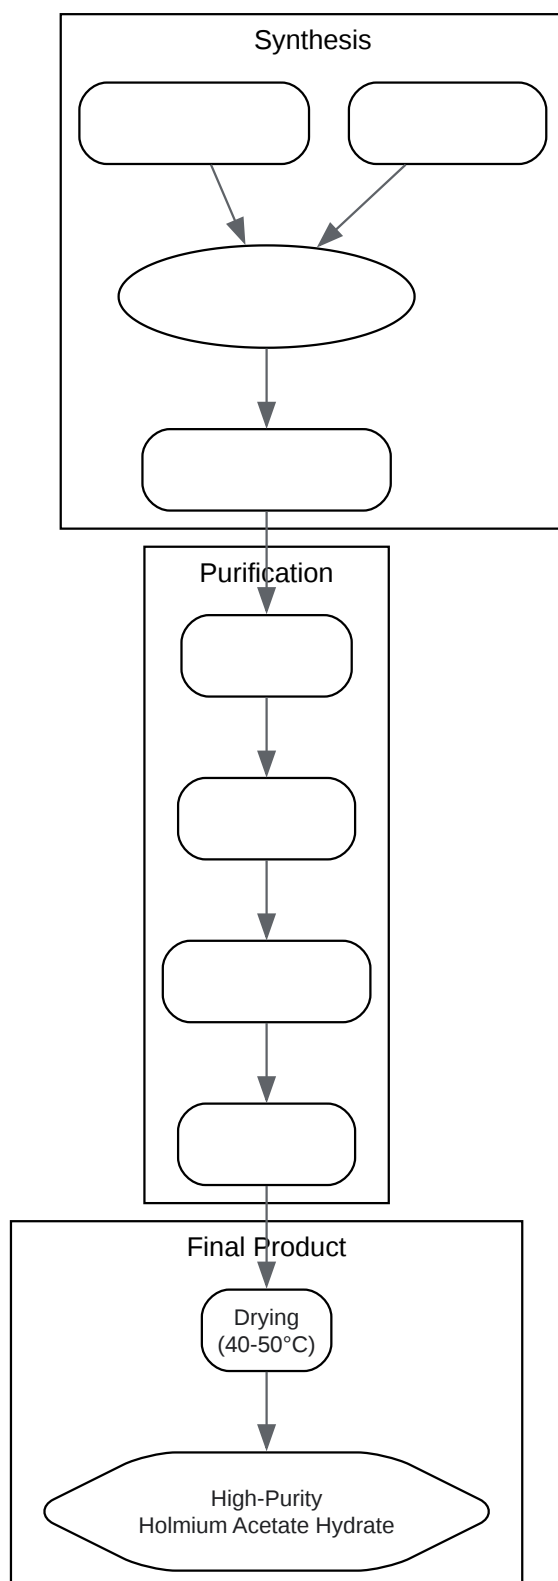 Synthesis
Purification
Final Product
Drying
(40-50°C)
High-Purity
Holmium Acetate Hydrate